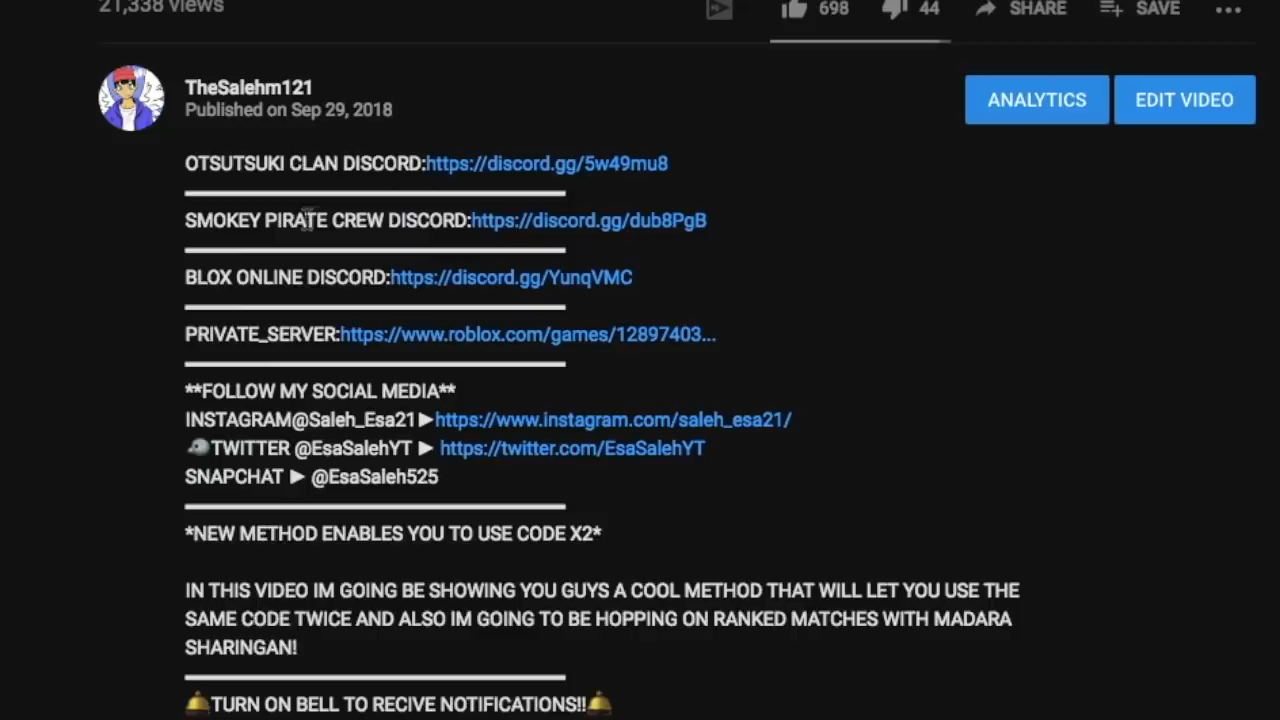 21,338 views
698 44 SHARE SAVE
TheSalehm121
Published on Sep 29, 2018
ANALYTICS EDIT VIDEO
OTSUTSUKI CLAN DISCORD:https://discord.gg/5w49mu8
SMOKEY PIRATE CREW DISCORD:https://discord.gg/dub8PgB
BLOX ONLINE DISCORD:https://discord.gg/YunqVMC
PRIVATE_SERVER:https://www.roblox.com/games/12897403...
**FOLLOW MY SOCIAL MEDIA**
INSTAGRAM@Saleh_Esa21►https://www.instagram.com/saleh_esa21/
🐦TWITTER @EsaSalehYT ► https://twitter.com/EsaSalehYT
SNAPCHAT ► @EsaSaleh525
*NEW METHOD ENABLES YOU TO USE CODE X2*
IN THIS VIDEO IM GOING BE SHOWING YOU GUYS A COOL METHOD THAT WILL LET YOU USE THE
SAME CODE TWICE AND ALSO IM GOING TO BE HOPPING ON RANKED MATCHES WITH MADARA
SHARINGAN!
🔔TURN ON BELL TO RECIVE NOTIFICATIONS!!🔔